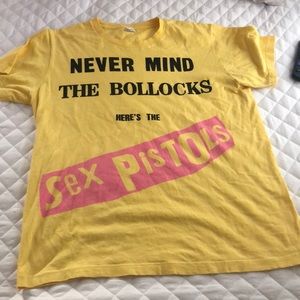 NEVER MIND
THE BOLLOCKS
HERE'S THE
Sex PiSTOLS